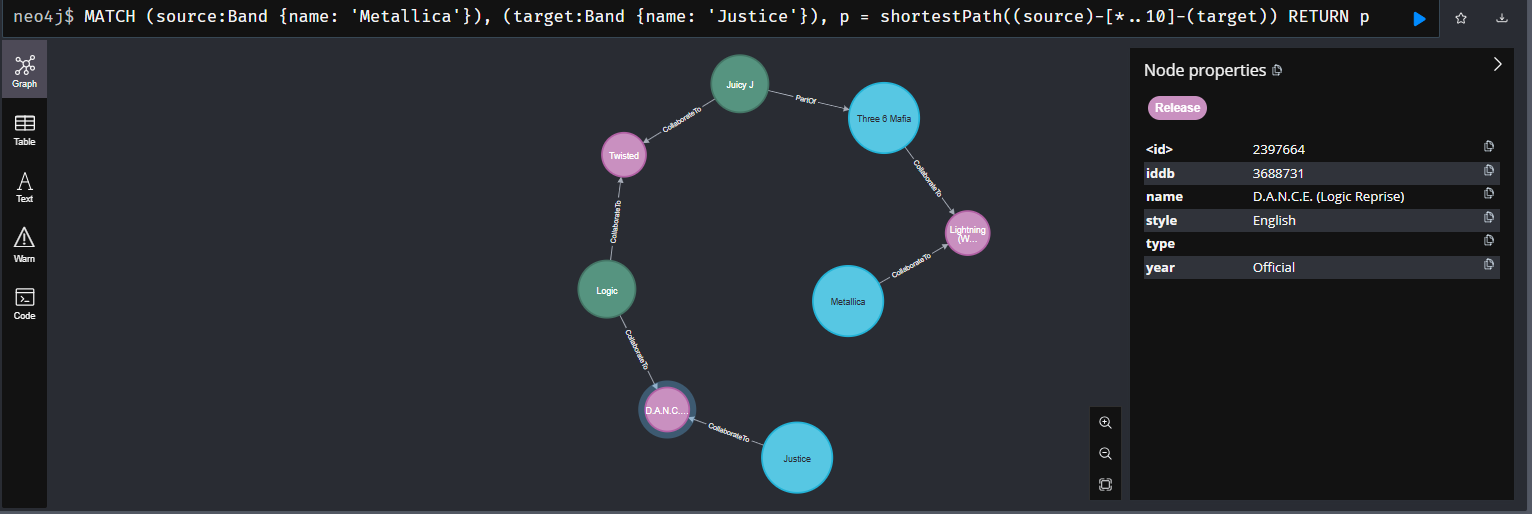 neo4j$ MATCH (source:Band {name: 'Metallica'}), (target:Band {name: 'Justice'}), p = shortestPath((source)-[*..10]-(target)) RETURN p
Graph
Table
Text
Warn
Code
Juicy J
PartOf
Three 6 Mafia
CollaborateTo
Twisted
CollaborateTo
CollaborateTo
Lightning
(W...
CollaborateTo
Metallica
Logic
CollaborateTo
D.A.N.C....
CollaborateTo
Justice
Node properties
Release
<id> 2397664
iddb 3688731
name D.A.N.C.E. (Logic Reprise)
style English
type
year Official